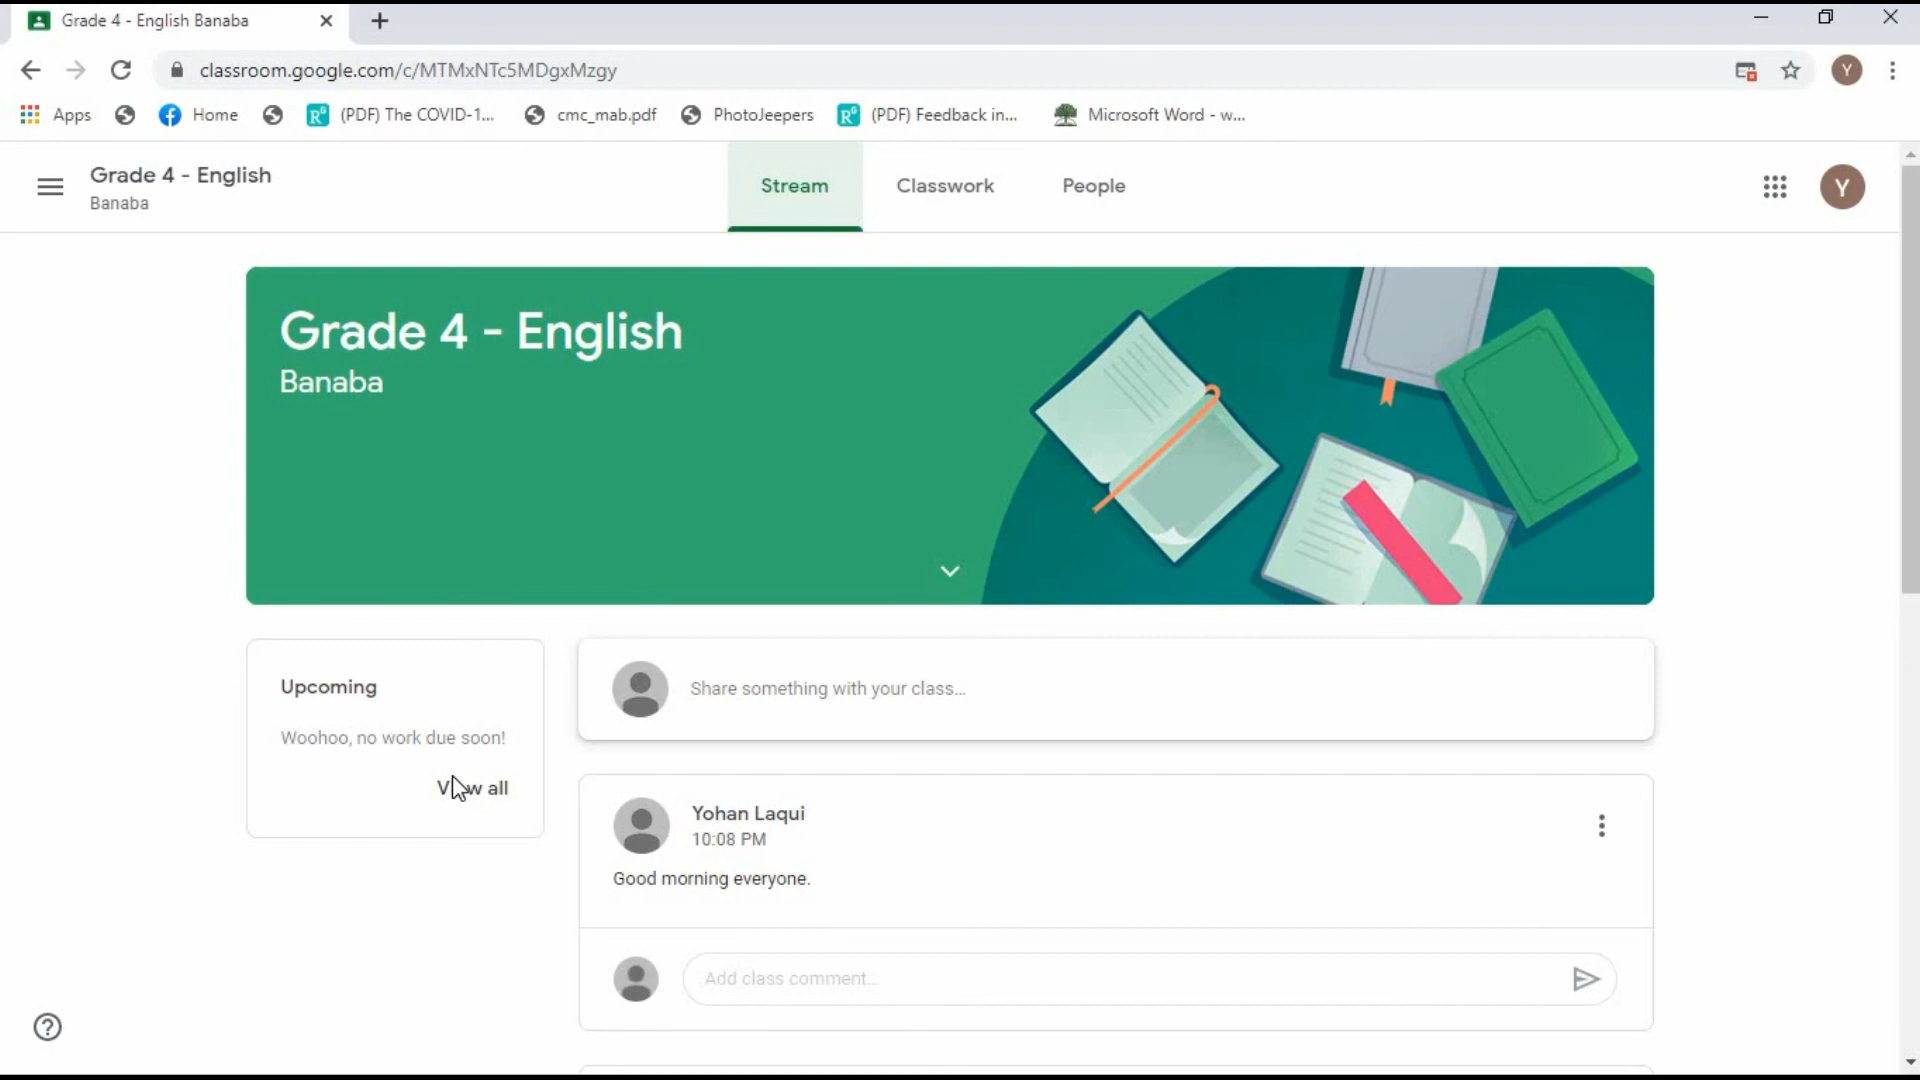 Grade 4 - English Banaba
classroom.google.com/c/MTMxNTc5MDgxMzgy
Y
Apps
Home
(PDF) The COVID-1...
cmc_mab.pdf
PhotoJeepers
(PDF) Feedback in...
Microsoft Word - w...
Grade 4 - English
Banaba
Stream
Classwork
People
Y
Grade 4 - English
Banaba
Upcoming
Woohoo, no work due soon!
View all
Share something with your class...
Yohan Laqui
10:08 PM
Good morning everyone.
Add class comment...